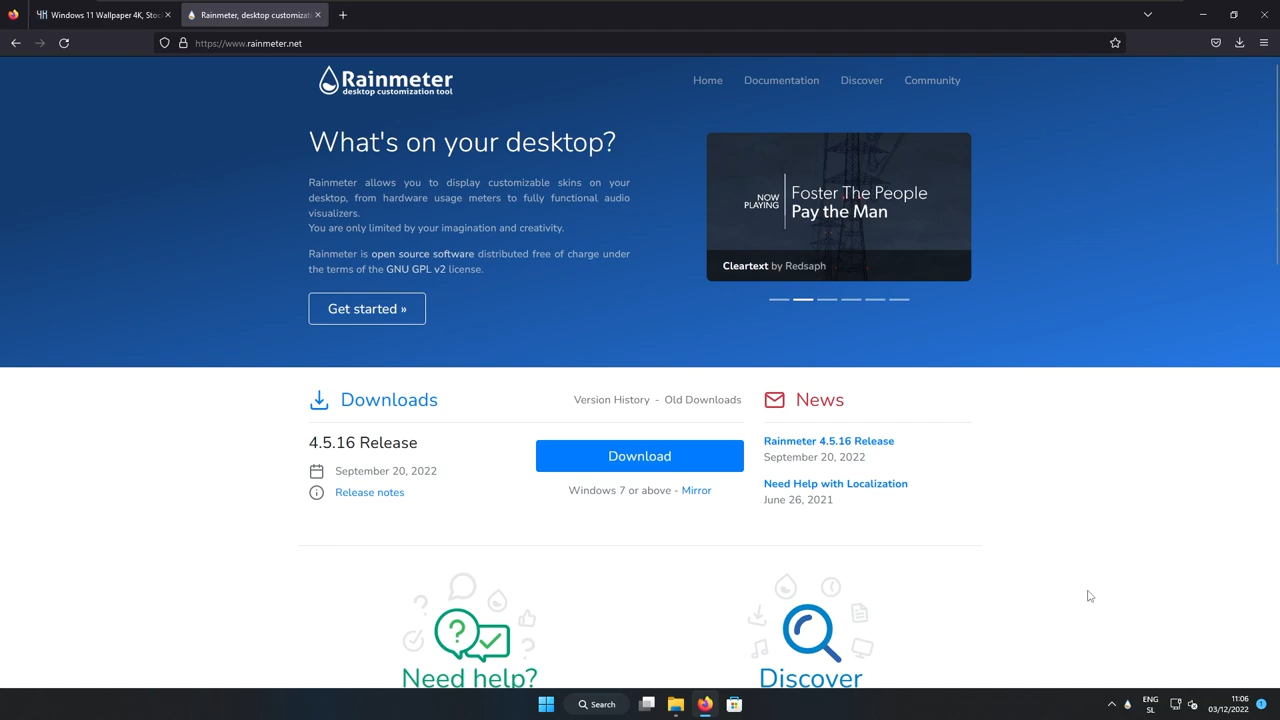 Windows 11 Wallpaper 4K, Stoc
Rainmeter, desktop customizat
https://www.rainmeter.net
Rainmeter
desktop customization tool
Home
Documentation
Discover
Community
What's on your desktop?
Rainmeter allows you to display customizable skins on your
desktop, from hardware usage meters to fully functional audio
visualizers.
You are only limited by your imagination and creativity.
Rainmeter is open source software distributed free of charge under
the terms of the GNU GPL v2 license.
Get started »
NOW
PLAYING
Foster The People
Pay the Man
Cleartext by Redsaph
Downloads
Version History - Old Downloads
4.5.16 Release
September 20, 2022
Release notes
Download
Windows 7 or above - Mirror
News
Rainmeter 4.5.16 Release
September 20, 2022
Need Help with Localization
June 26, 2021
Need help?
Discover
Search
ENG
SL
11:06
03/12/2022
1